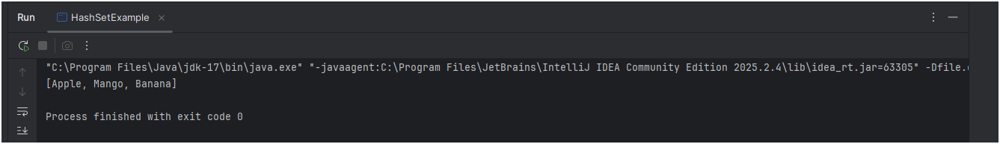 Run HashSetExample
"C:\Program Files\Java\jdk-17\bin\java.exe" "-javaagent:C:\Program Files\JetBrains\IntelliJ IDEA Community Edition 2025.2.4\lib\idea_rt.jar=63305" -Dfile.
[Apple, Mango, Banana]
Process finished with exit code 0